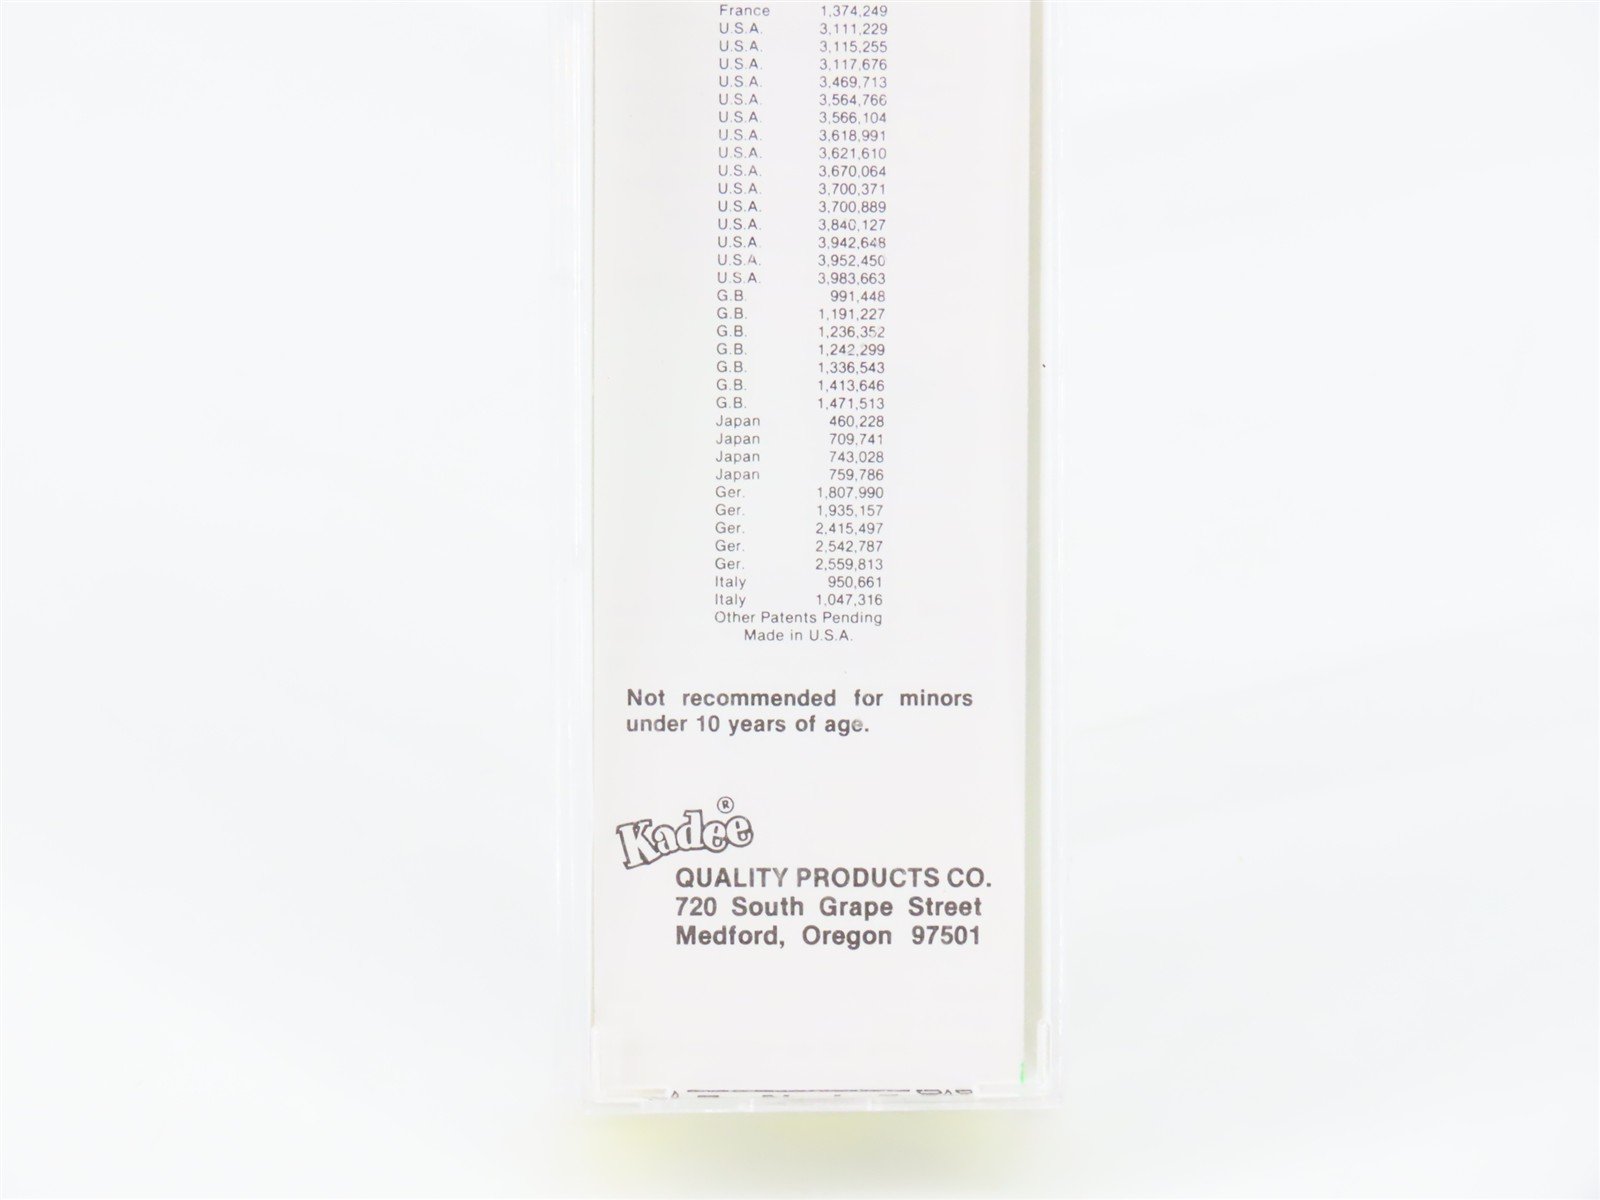 France 1,374,249
U.S.A. 3,111,229
U.S.A. 3,115,255
U.S.A. 3,117,676
U.S.A. 3,469,713
U.S.A. 3,564,766
U.S.A. 3,566,104
U.S.A. 3,618,991
U.S.A. 3,621,610
U.S.A. 3,670,064
U.S.A. 3,700,371
U.S.A. 3,700,889
U.S.A. 3,840,127
U.S.A. 3,942,648
U.S.A. 3,952,450
U.S.A. 3,983,663
G.B. 991,448
G.B. 1,191,227
G.B. 1,236,352
G.B. 1,242,299
G.B. 1,336,543
G.B. 1,413,646
G.B. 1,471,513
Japan 460,228
Japan 709,741
Japan 743,028
Japan 759,786
Ger. 1,807,990
Ger. 1,935,157
Ger. 2,415,497
Ger. 2,542,787
Ger. 2,559,813
Italy 950,661
Italy 1,047,316
Other Patents Pending
Made in U.S.A.
Not recommended for minors
under 10 years of age.
Kadee®
QUALITY PRODUCTS CO.
720 South Grape Street
Medford, Oregon 97501